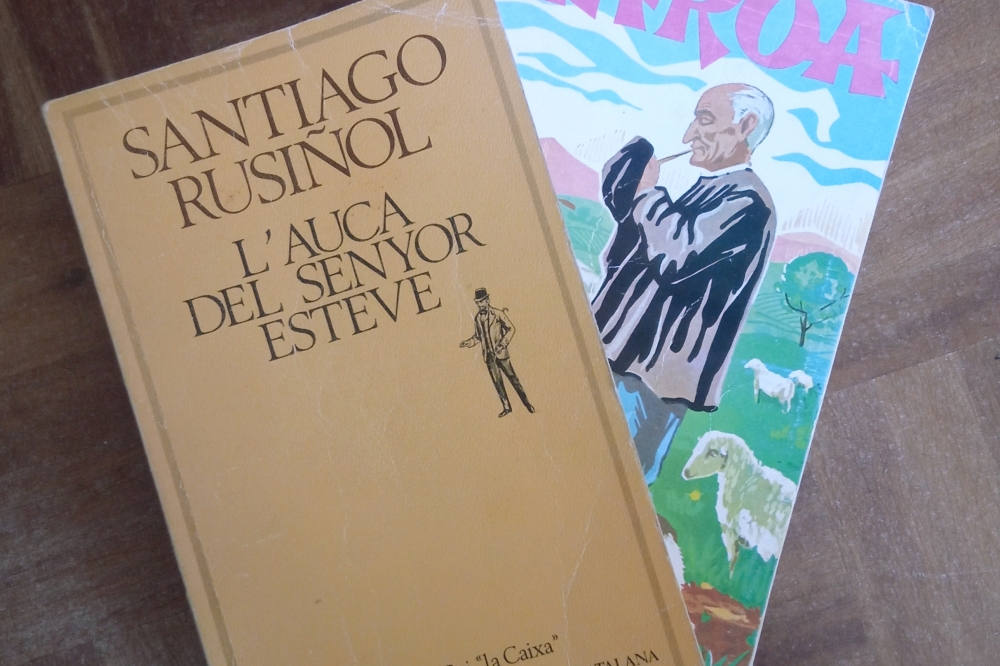 SANTIAGO
RUSIÑOL
L'AUCA
DEL SENYOR
ESTEVE
"la Caixa"